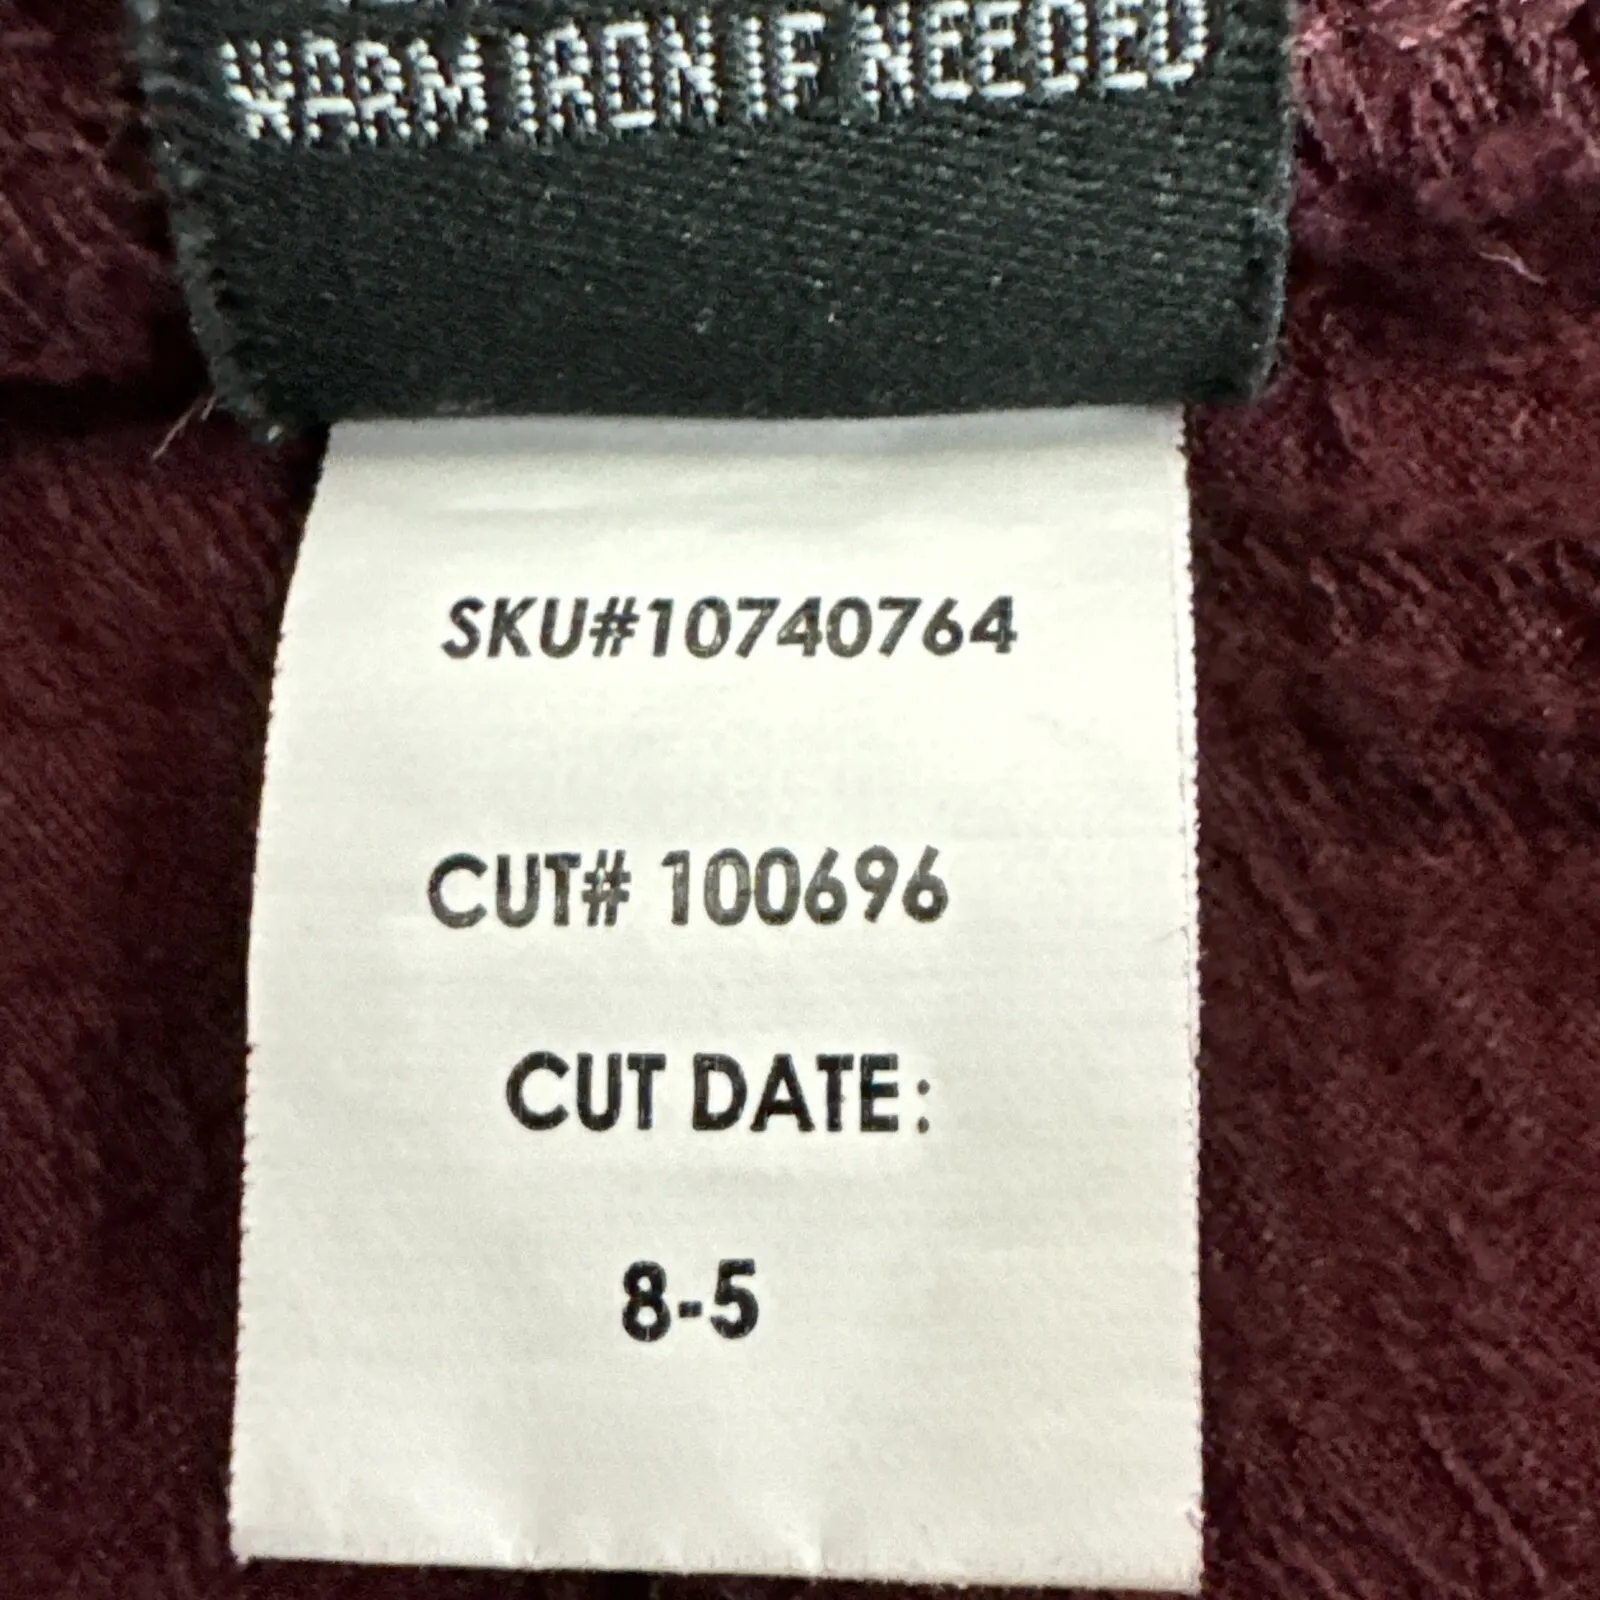 WARM IRON IF NEEDED
SKU#10740764
CUT# 100696
CUT DATE:
8-5